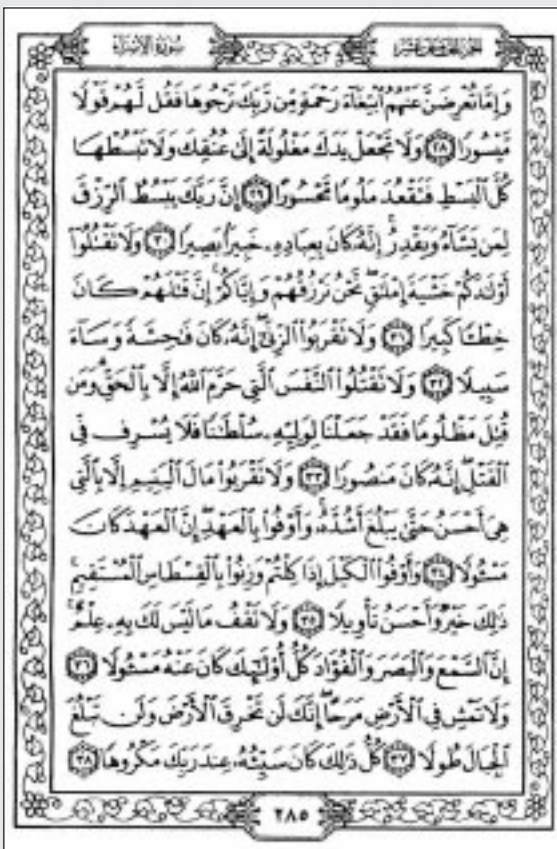 الجزء الخامس عشر
سورة الإسراء
وَإِمَّا تُعْرِضَنَّ عَنْهُمُ ٱبْتِغَآءَ رَحْمَةٍ مِّن رَّبِّكَ تَرْجُوهَا فَقُل لَّهُمْ قَوْلًا
مَّيْسُورًا ٢٨ وَلَا تَجْعَلْ يَدَكَ مَغْلُولَةً إِلَىٰ عُنُقِكَ وَلَا تَبْسُطْهَا
كُلَّ ٱلْبَسْطِ فَتَقْعُدَ مَلُومًا مَّحْسُورًا ٢٩ إِنَّ رَبَّكَ يَبْسُطُ ٱلرِّزْقَ
لِمَن يَشَآءُ وَيَقْدِرُ ۚ إِنَّهُۥ كَانَ بِعِبَادِهِۦ خَبِيرًۢا بَصِيرًا ٣٠ وَلَا تَقْتُلُوٓا۟
أَوْلَٰدَكُمْ خَشْيَةَ إِمْلَٰقٍ ۖ نَّحْنُ نَرْزُقُهُمْ وَإِيَّاكُمْ ۚ إِنَّ قَتْلَهُمْ كَانَ
خِطْـًٔا كَبِيرًا ٣١ وَلَا تَقْرَبُوا۟ ٱلزِّنَىٰٓ ۖ إِنَّهُۥ كَانَ فَٰحِشَةً وَسَآءَ
سَبِيلًا ٣٢ وَلَا تَقْتُلُوا۟ ٱلنَّفْسَ ٱلَّتِى حَرَّمَ ٱللَّهُ إِلَّا بِٱلْحَقِّ ۗ وَمَن
قُتِلَ مَظْلُومًا فَقَدْ جَعَلْنَا لِوَلِيِّهِۦ سُلْطَٰنًا فَلَا يُسْرِف فِّى
ٱلْقَتْلِ ۖ إِنَّهُۥ كَانَ مَنصُورًا ٣٣ وَلَا تَقْرَبُوا۟ مَالَ ٱلْيَتِيمِ إِلَّا بِٱلَّتِى
هِىَ أَحْسَنُ حَتَّىٰ يَبْلُغَ أَشُدَّهُۥ ۚ وَأَوْفُوا۟ بِٱلْعَهْدِ ۖ إِنَّ ٱلْعَهْدَ كَانَ
مَسْـُٔولًا ٣٤ وَأَوْفُوا۟ ٱلْكَيْلَ إِذَا كِلْتُمْ وَزِنُوا۟ بِٱلْقِسْطَاسِ ٱلْمُسْتَقِيمِ ۚ
ذَٰلِكَ خَيْرٌ وَأَحْسَنُ تَأْوِيلًا ٣٥ وَلَا تَقْفُ مَا لَيْسَ لَكَ بِهِۦ عِلْمٌ ۚ
إِنَّ ٱلسَّمْعَ وَٱلْبَصَرَ وَٱلْفُؤَادَ كُلُّ أُو۟لَٰٓئِكَ كَانَ عَنْهُ مَسْـُٔولًا ٣٦
وَلَا تَمْشِ فِى ٱلْأَرْضِ مَرَحًا ۖ إِنَّكَ لَن تَخْرِقَ ٱلْأَرْضَ وَلَن تَبْلُغَ
ٱلْجِبَالَ طُولًا ٣٧ كُلُّ ذَٰلِكَ كَانَ سَيِّئُهُۥ عِندَ رَبِّكَ مَكْرُوهًا ٣٨
٢٨٥